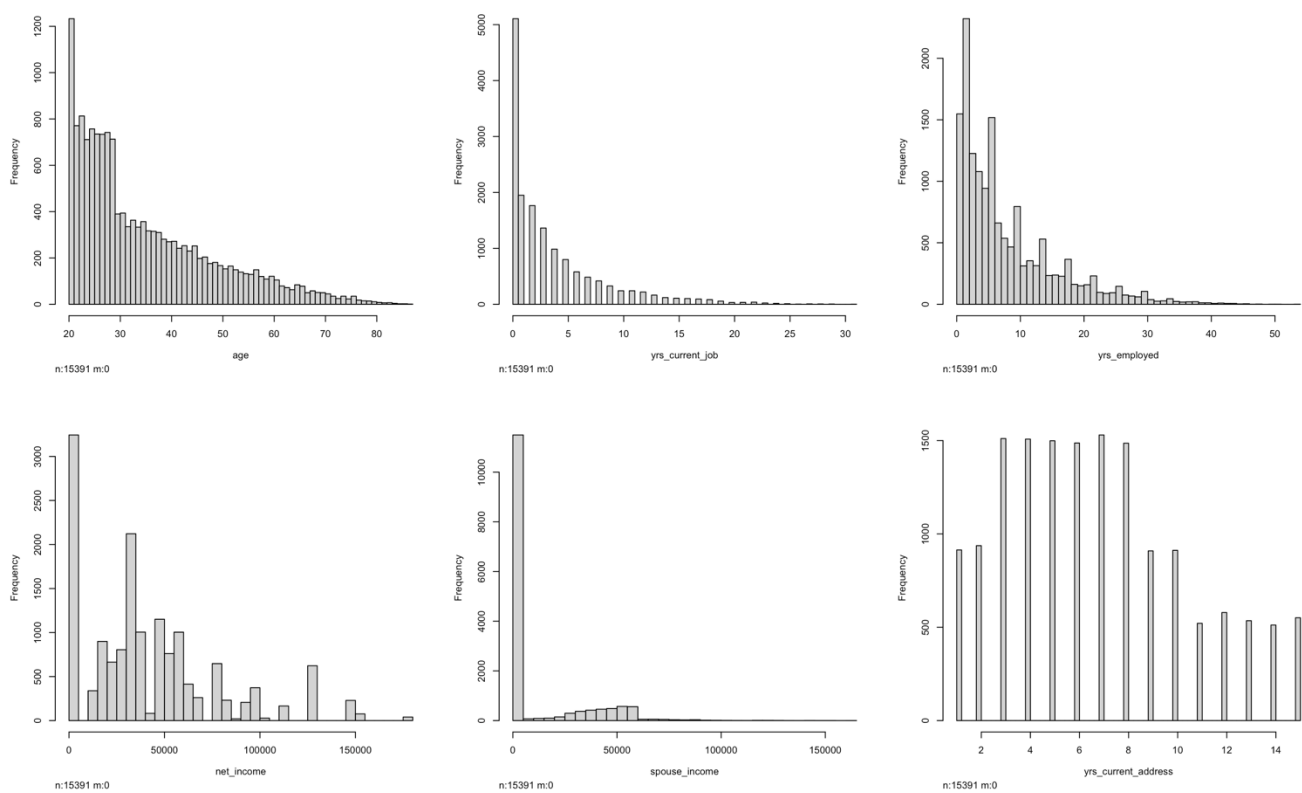 Frequency
0 200 400 600 800 1000 1200
20 30 40 50 60 70 80
age
n:15391 m:0
Frequency
0 1000 2000 3000 4000 5000
0 5 10 15 20 25 30
yrs_current_job
n:15391 m:0
Frequency
0 500 1000 1500 2000
0 10 20 30 40 50
yrs_employed
n:15391 m:0
Frequency
0 500 1000 1500 2000 2500 3000
0 50000 100000 150000
net_income
n:15391 m:0
Frequency
0 2000 4000 6000 8000 10000
0 50000 100000 150000
spouse_income
n:15391 m:0
Frequency
0 500 1000 1500
2 4 6 8 10 12 14
yrs_current_address
n:15391 m:0